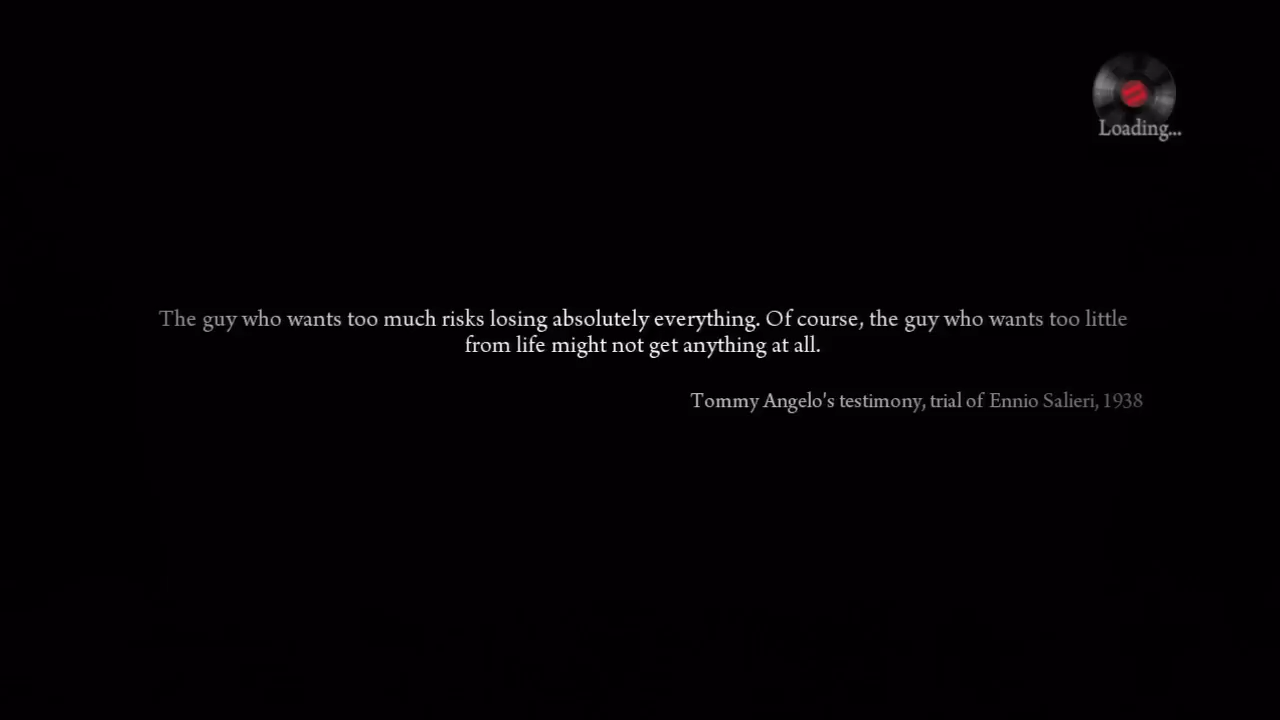 Loading...
The guy who wants too much risks losing absolutely everything. Of course, the guy who wants too little
from life might not get anything at all.
Tommy Angelo's testimony, trial of Ennio Salieri, 1938